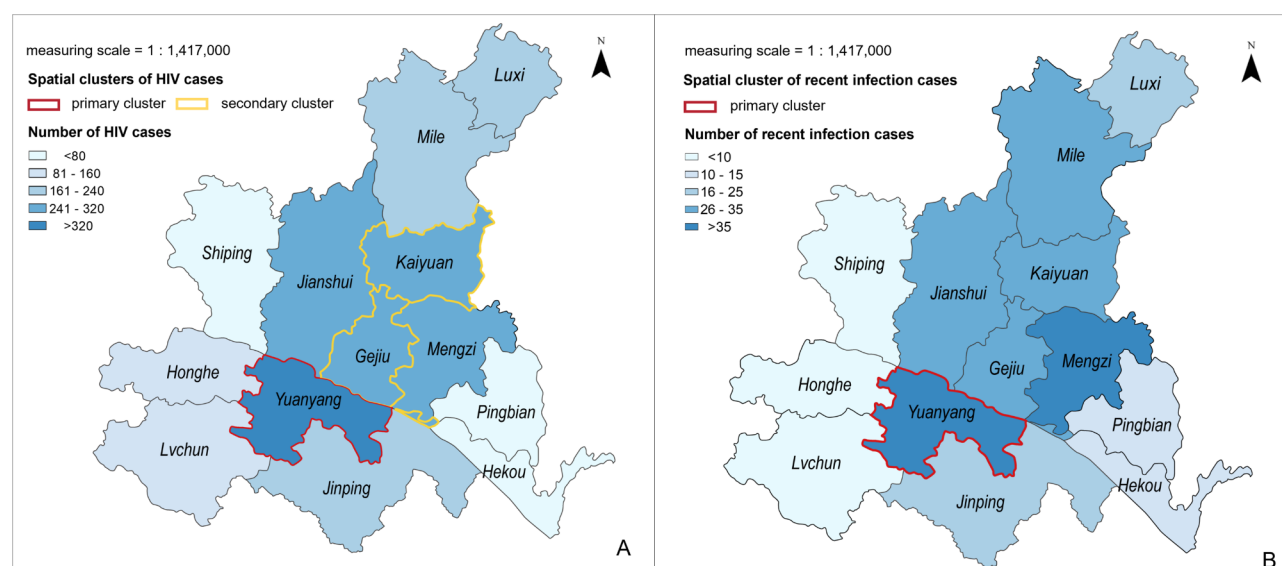 measuring scale = 1 : 1,417,000
N
Spatial clusters of HIV cases
primary cluster
secondary cluster
Number of HIV cases
<80
81 - 160
161 - 240
241 - 320
>320
Luxi
Mile
Shiping
Kaiyuan
Jianshui
Gejiu
Mengzi
Honghe
Yuanyang
Pingbian
Lvchun
Hekou
Jinping
A
measuring scale = 1 : 1,417,000
N
Spatial cluster of recent infection cases
primary cluster
Number of recent infection cases
<10
10 - 15
16 - 25
26 - 35
>35
Luxi
Mile
Shiping
Kaiyuan
Jianshui
Mengzi
Gejiu
Honghe
Yuanyang
Pingbian
Lvchun
Hekou
Jinping
B